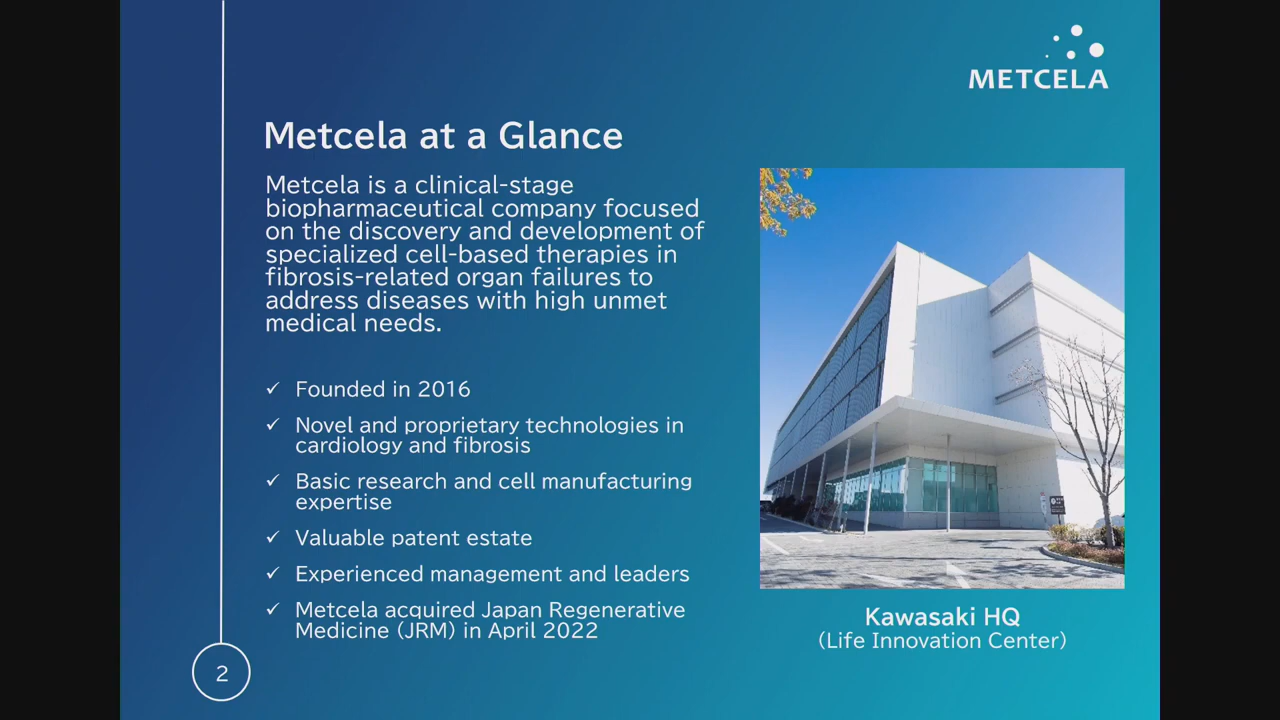 METCELA
Metcela at a Glance
Metcela is a clinical-stage
biopharmaceutical company focused
on the discovery and development of
specialized cell-based therapies in
fibrosis-related organ failures to
address diseases with high unmet
medical needs.
✓ Founded in 2016
✓ Novel and proprietary technologies in
cardiology and fibrosis
✓ Basic research and cell manufacturing
expertise
✓ Valuable patent estate
✓ Experienced management and leaders
✓ Metcela acquired Japan Regenerative
Medicine (JRM) in April 2022
Kawasaki HQ
(Life Innovation Center)
2